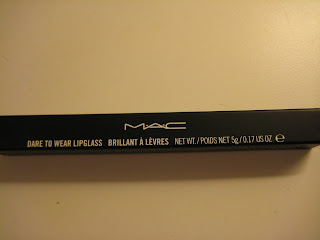 MAC
DARE TO WEAR LIPGLASS BRILLANT À LÈVRES NET WT. / POIDS NET 5g / 0.17 US OZ ℮